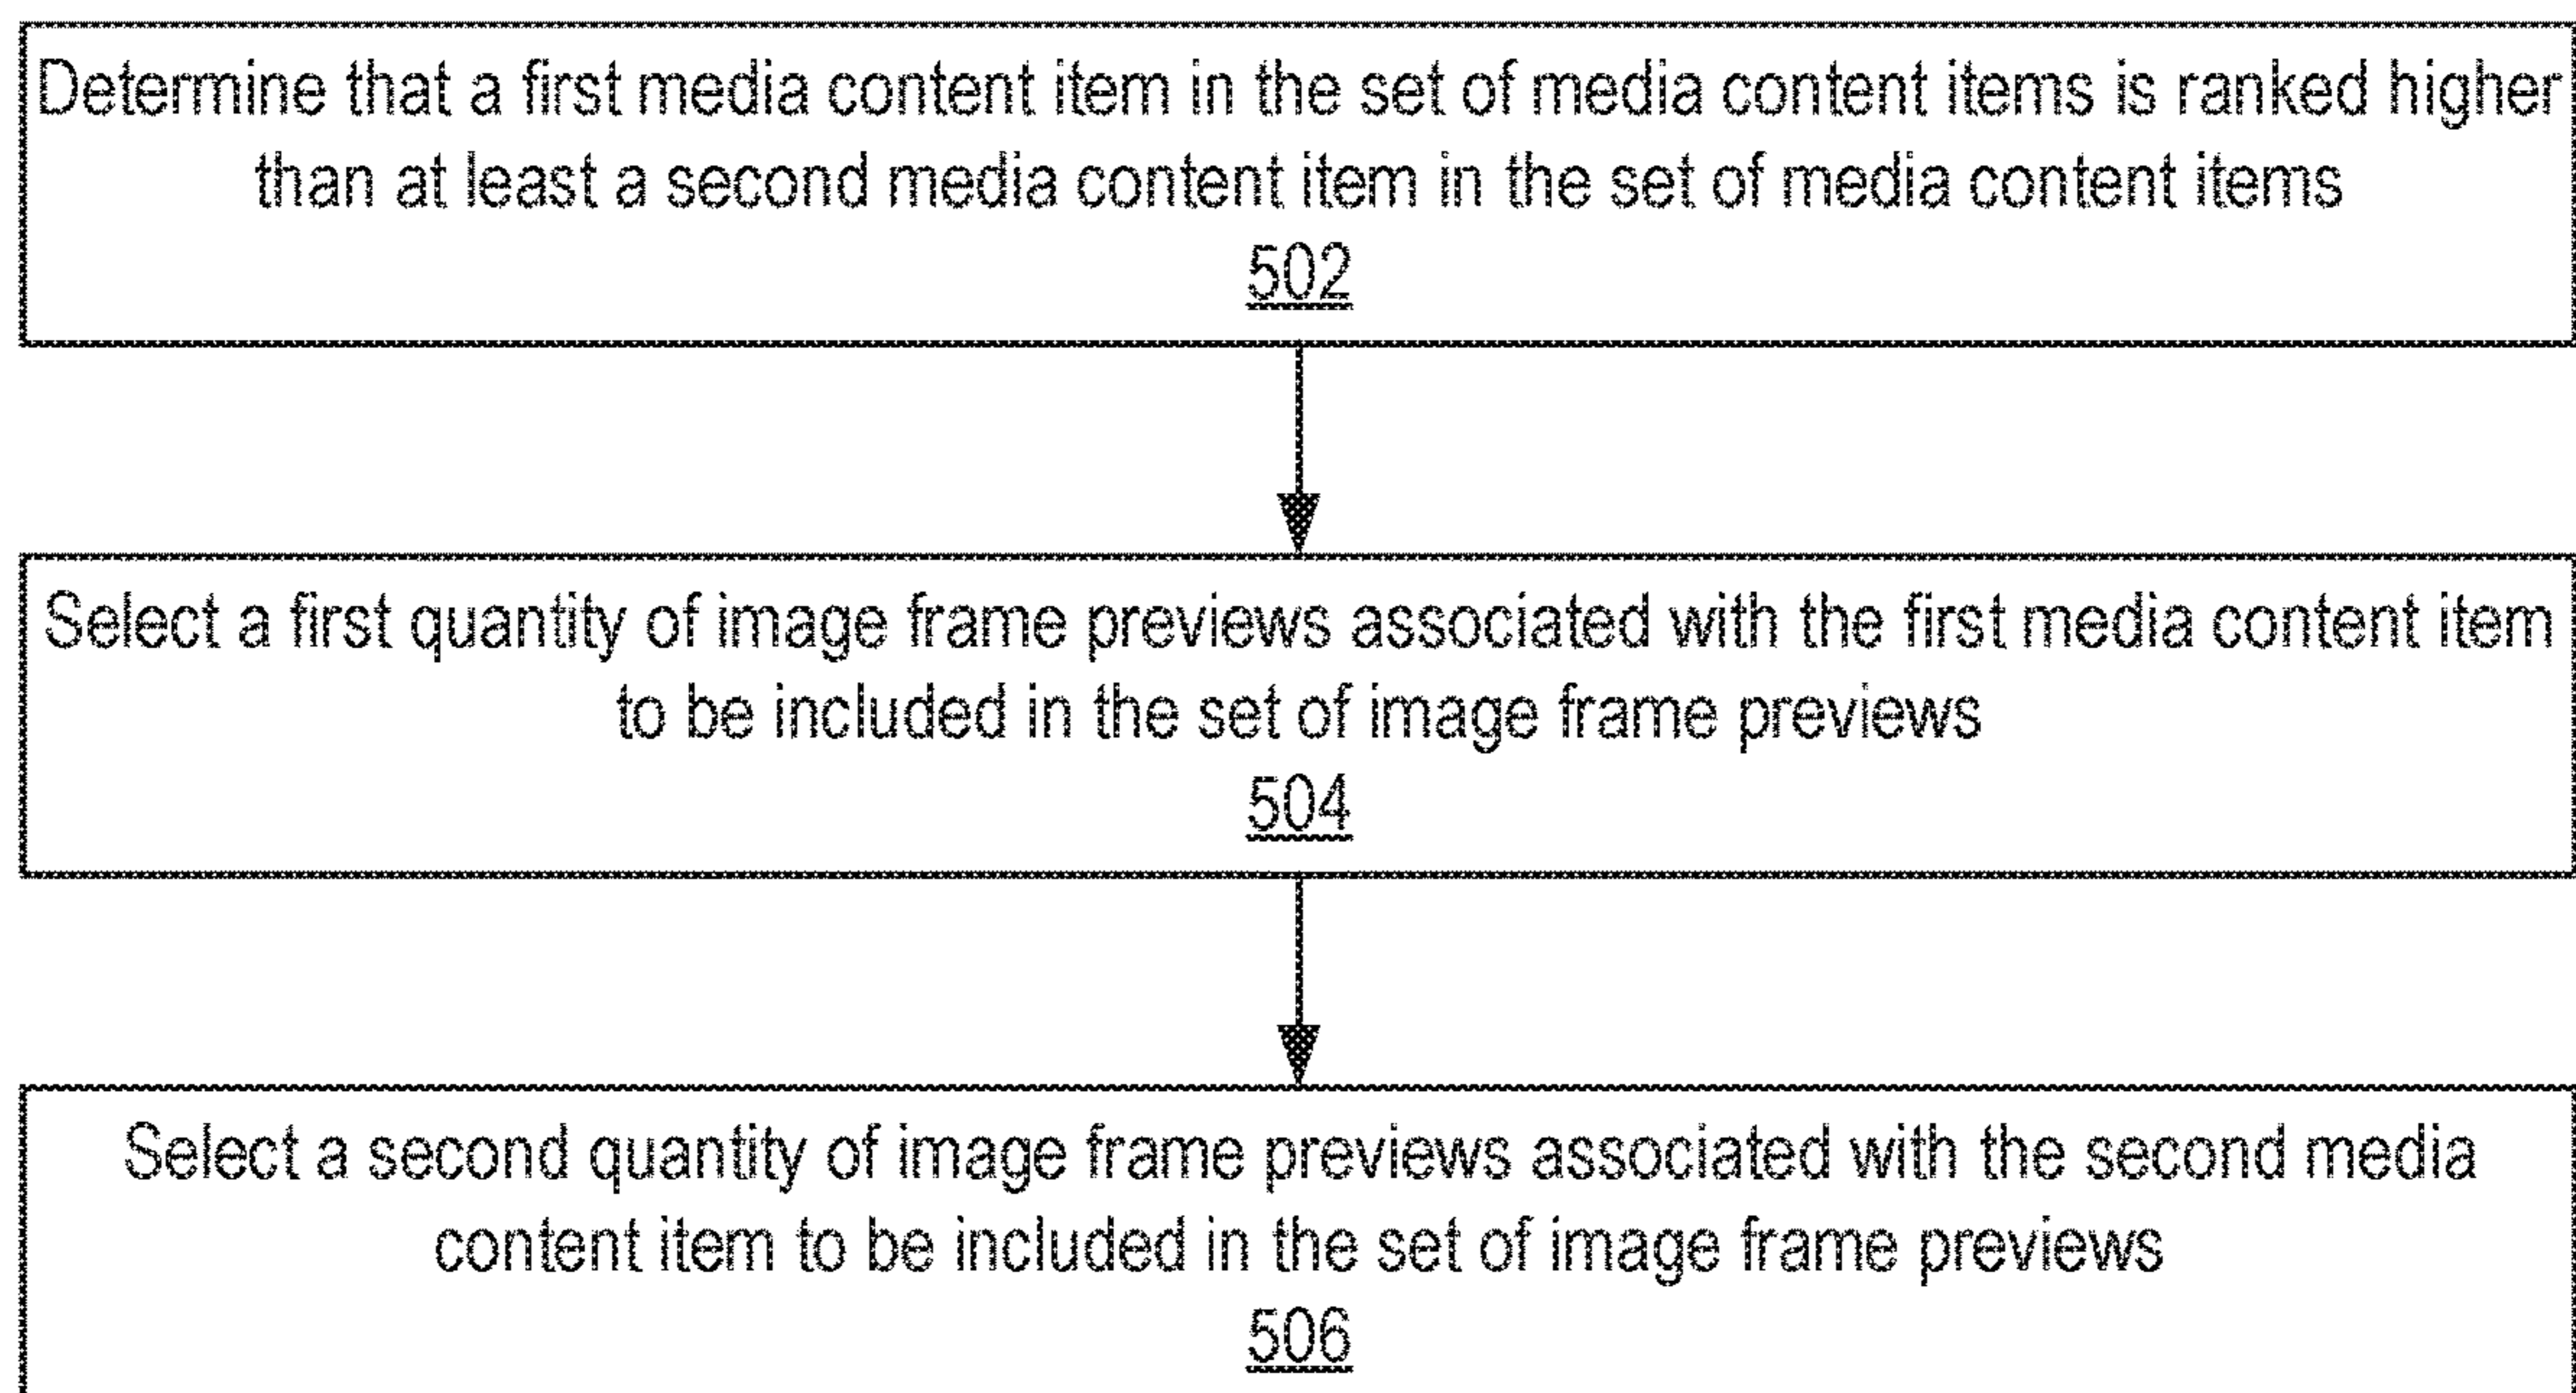 Determine that a first media content item in the set of media content items is ranked higher
than at least a second media content item in the set of media content items
502
Select a first quantity of image frame previews associated with the first media content item
to be included in the set of image frame previews
504
Select a second quantity of image frame previews associated with the second media
content item to be included in the set of image frame previews
506